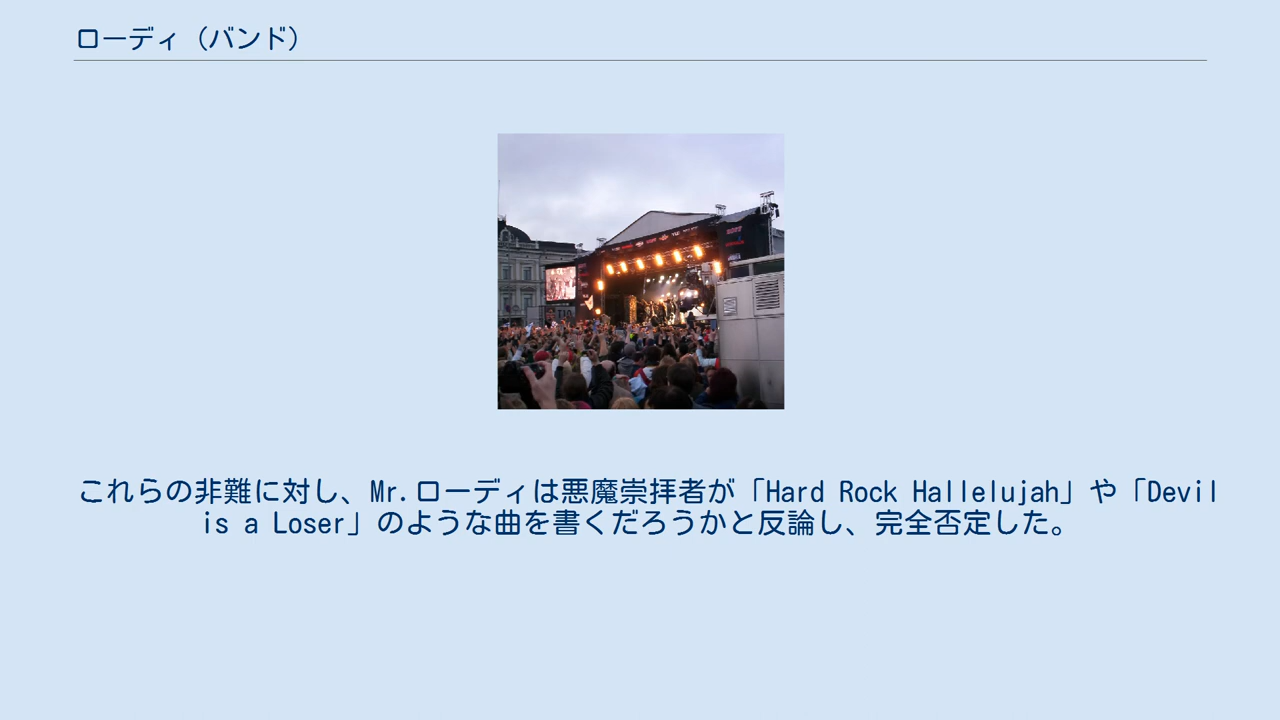 ローディ（バンド）
これらの非難に対し、Mr.ローディは悪魔崇拝者が「Hard Rock Hallelujah」や「Devil
is a Loser」のような曲を書くだろうかと反論し、完全否定した。